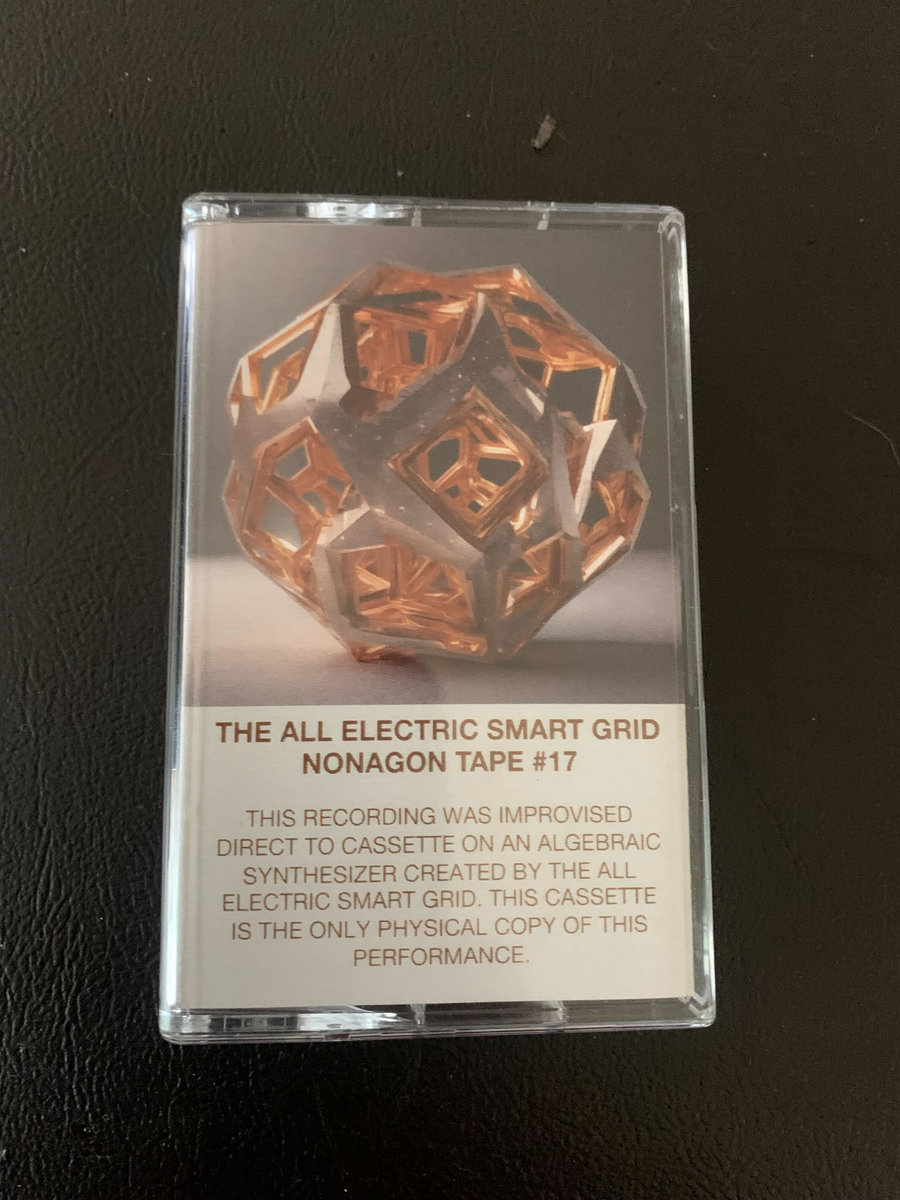 THE ALL ELECTRIC SMART GRID
NONAGON TAPE #17
THIS RECORDING WAS IMPROVISED
DIRECT TO CASSETTE ON AN ALGEBRAIC
SYNTHESIZER CREATED BY THE ALL
ELECTRIC SMART GRID. THIS CASSETTE
IS THE ONLY PHYSICAL COPY OF THIS
PERFORMANCE.